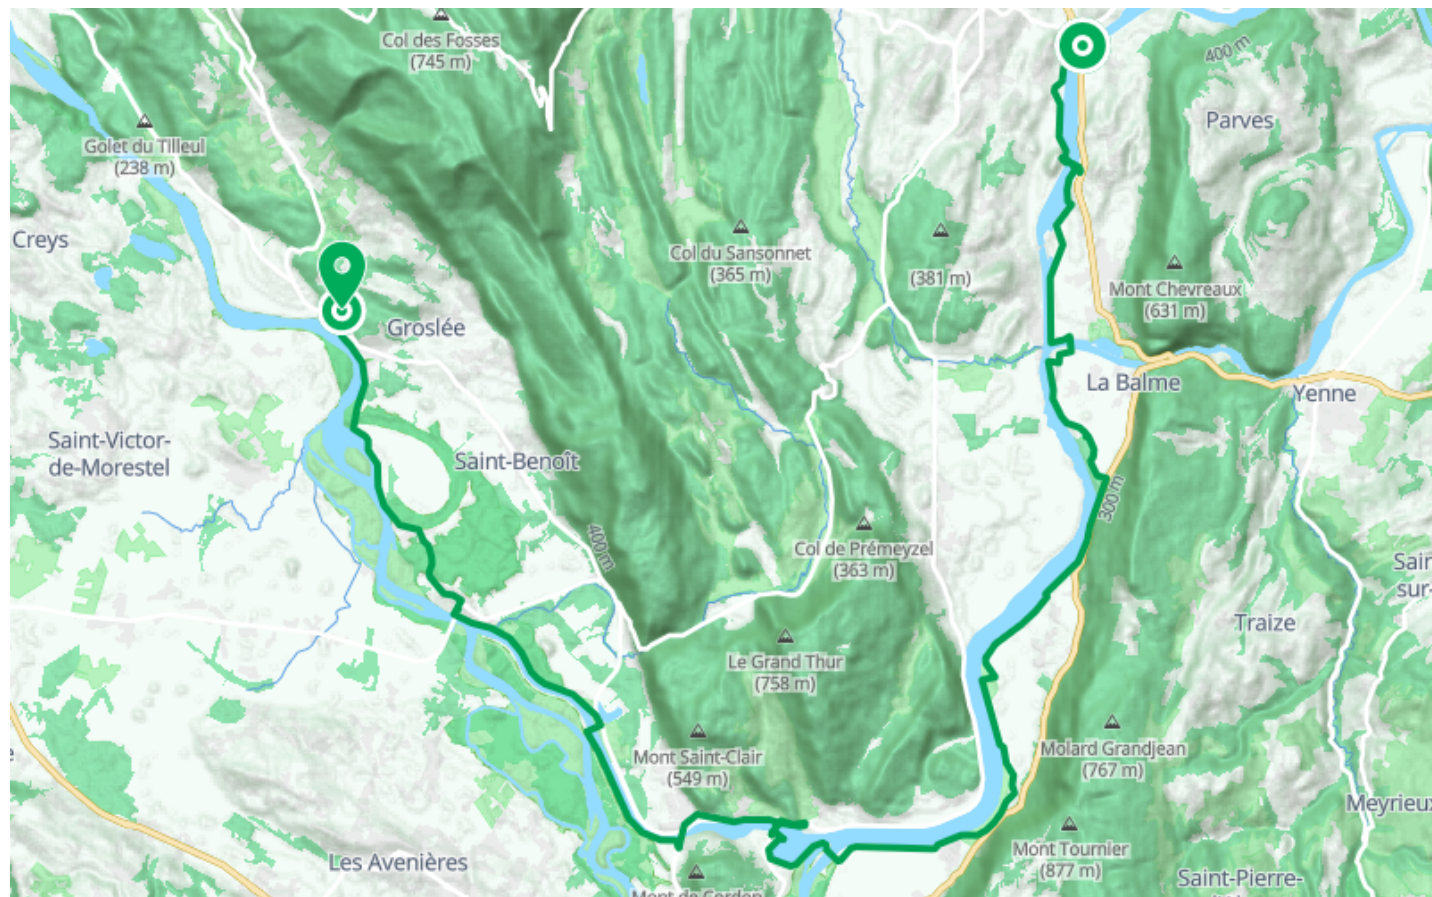 Col des Fosses
(745 m)
400 m
Parves
Golet du Tilleul
(238 m)
Creys
Col du Sansonnet
(365 m)
(381 m)
Mont Chevreaux
(631 m)
Groslée
La Balme
Yenne
Saint-Victor-
de-Morestel
Saint-Benoît
300 m
400 m
Col de Prémeyzel
(363 m)
Sain
sur-
Traize
Le Grand Thur
(758 m)
Mont Saint-Clair
(549 m)
Molard Grandjean
(767 m)
Meyrieux
Les Avenières
Mont Tournier
(877 m)
Saint-Pierre-